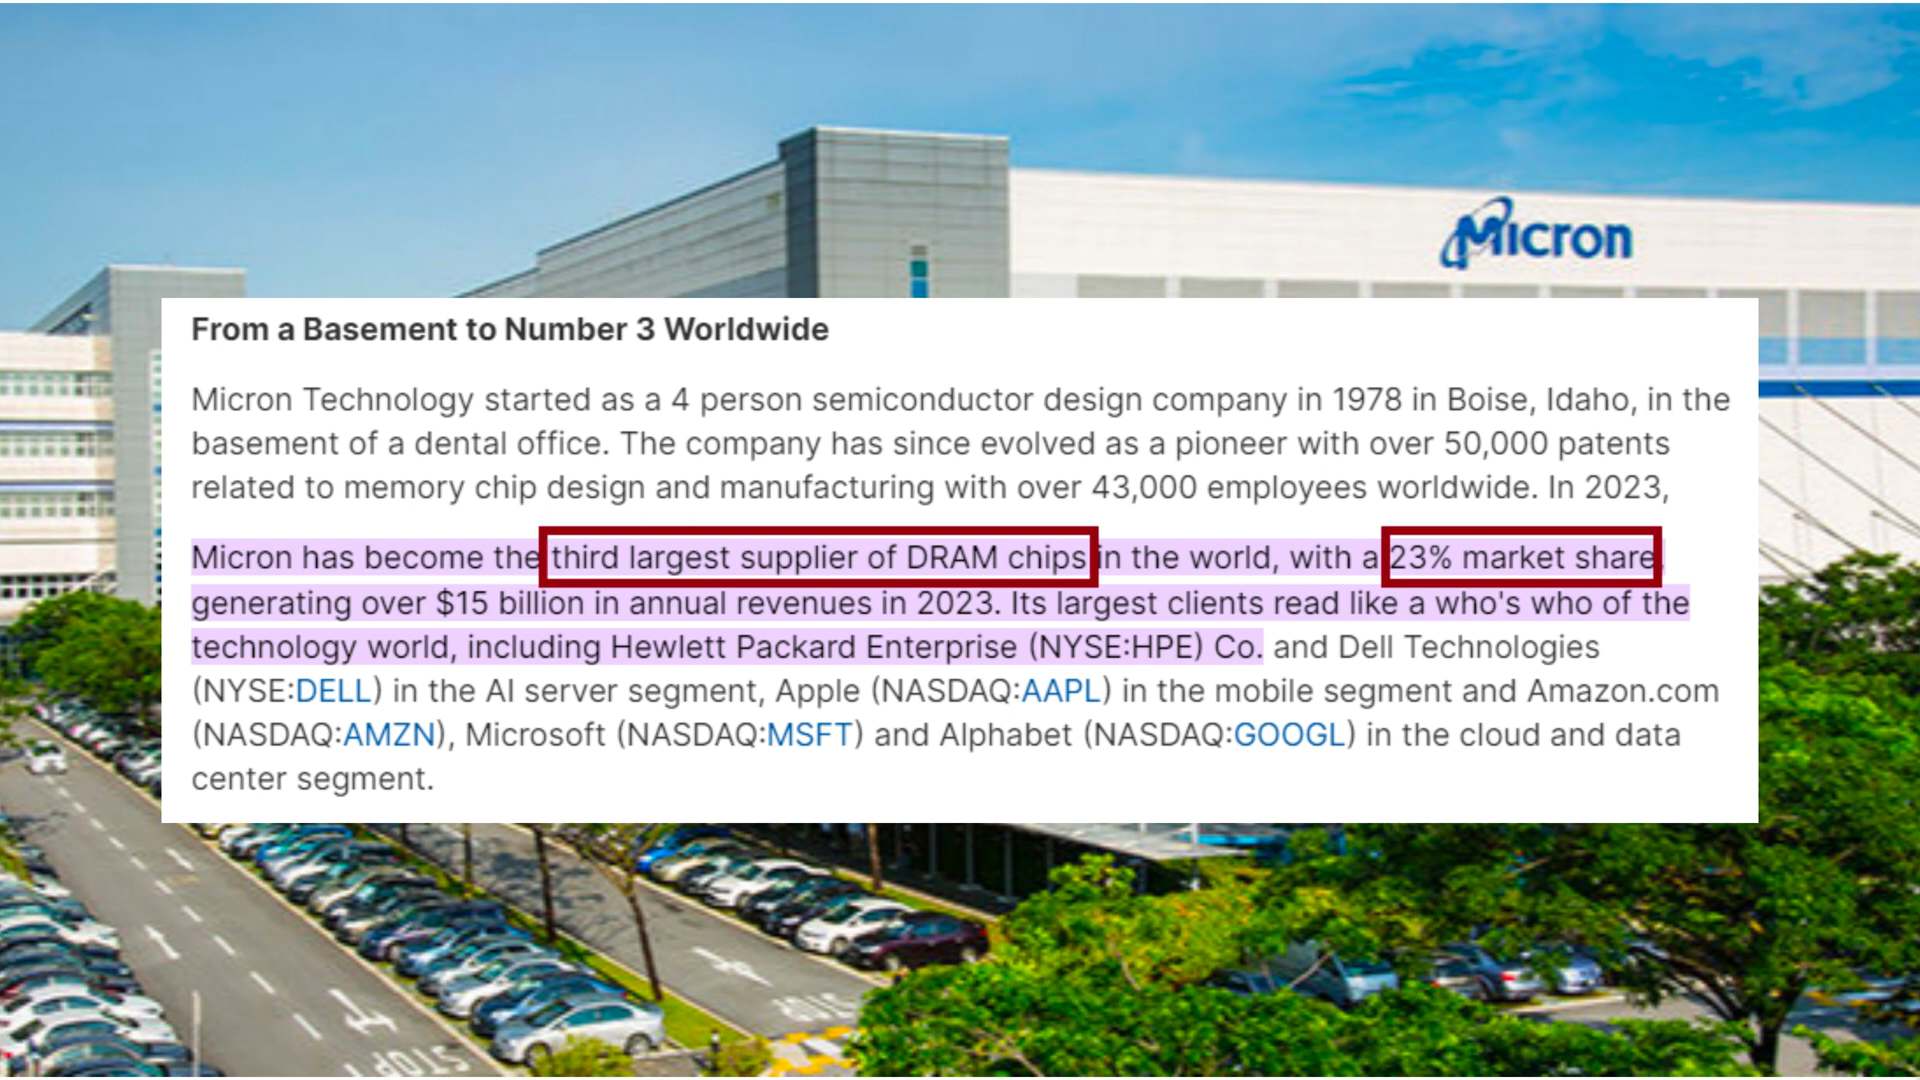 Micron
From a Basement to Number 3 Worldwide
Micron Technology started as a 4 person semiconductor design company in 1978 in Boise, Idaho, in the
basement of a dental office. The company has since evolved as a pioneer with over 50,000 patents
related to memory chip design and manufacturing with over 43,000 employees worldwide. In 2023,
Micron has become the third largest supplier of DRAM chips in the world, with a 23% market share
generating over $15 billion in annual revenues in 2023. Its largest clients read like a who's who of the
technology world, including Hewlett Packard Enterprise (NYSE:HPE) Co. and Dell Technologies
(NYSE:DELL) in the AI server segment, Apple (NASDAQ:AAPL) in the mobile segment and Amazon.com
(NASDAQ:AMZN), Microsoft (NASDAQ:MSFT) and Alphabet (NASDAQ:GOOGL) in the cloud and data
center segment.
STOP